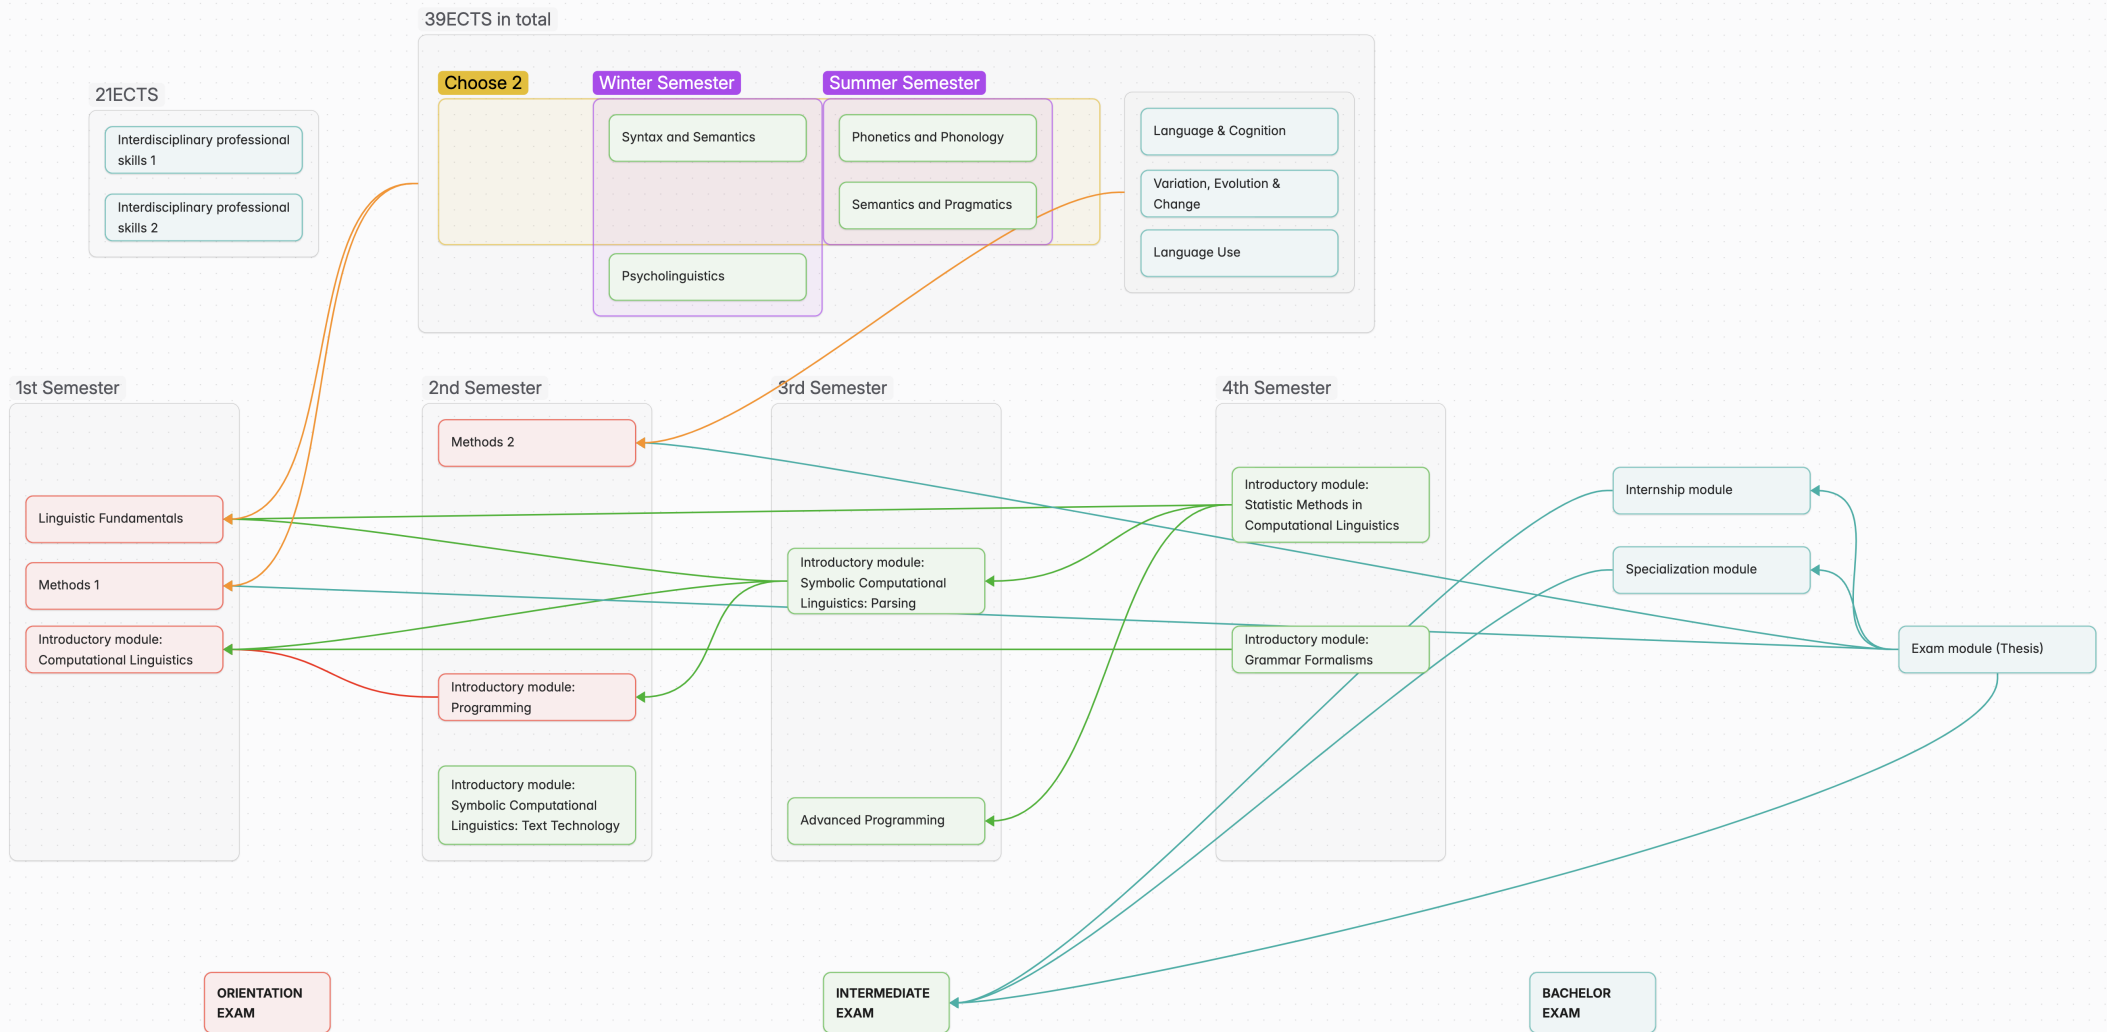 39ECTS in total
Choose 2
Winter Semester
Summer Semester
21ECTS
Interdisciplinary professional
skills 1
Interdisciplinary professional
skills 2
Syntax and Semantics
Phonetics and Phonology
Semantics and Pragmatics
Psycholinguistics
Language & Cognition
Variation, Evolution &
Change
Language Use
1st Semester
Linguistic Fundamentals
Methods 1
Introductory module:
Computational Linguistics
2nd Semester
Methods 2
Introductory module:
Programming
Introductory module:
Symbolic Computational
Linguistics: Text Technology
3rd Semester
Introductory module:
Symbolic Computational
Linguistics: Parsing
Advanced Programming
4th Semester
Introductory module:
Statistic Methods in
Computational Linguistics
Introductory module:
Grammar Formalisms
Internship module
Specialization module
Exam module (Thesis)
ORIENTATION
EXAM
INTERMEDIATE
EXAM
BACHELOR
EXAM